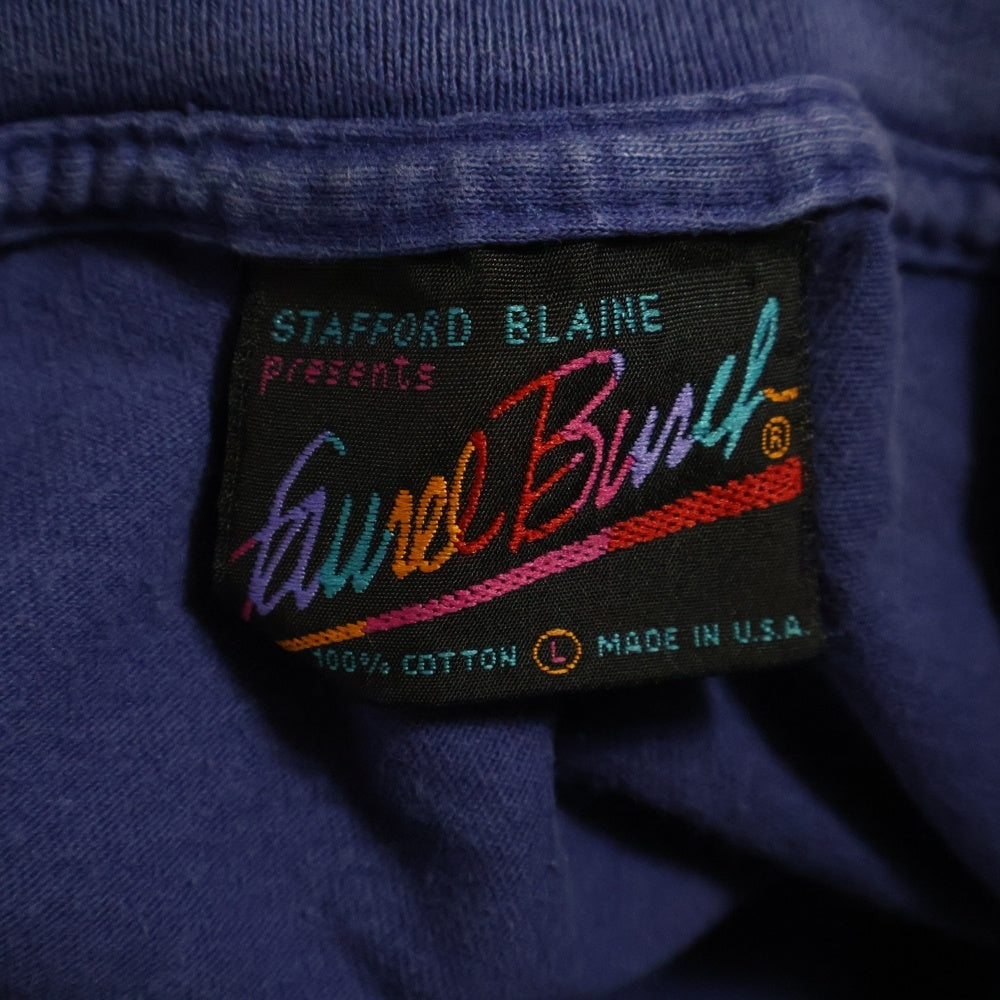 STAFFORD BLAINE
presents
Laurel Burch ®
100% COTTON L MADE IN U.S.A.